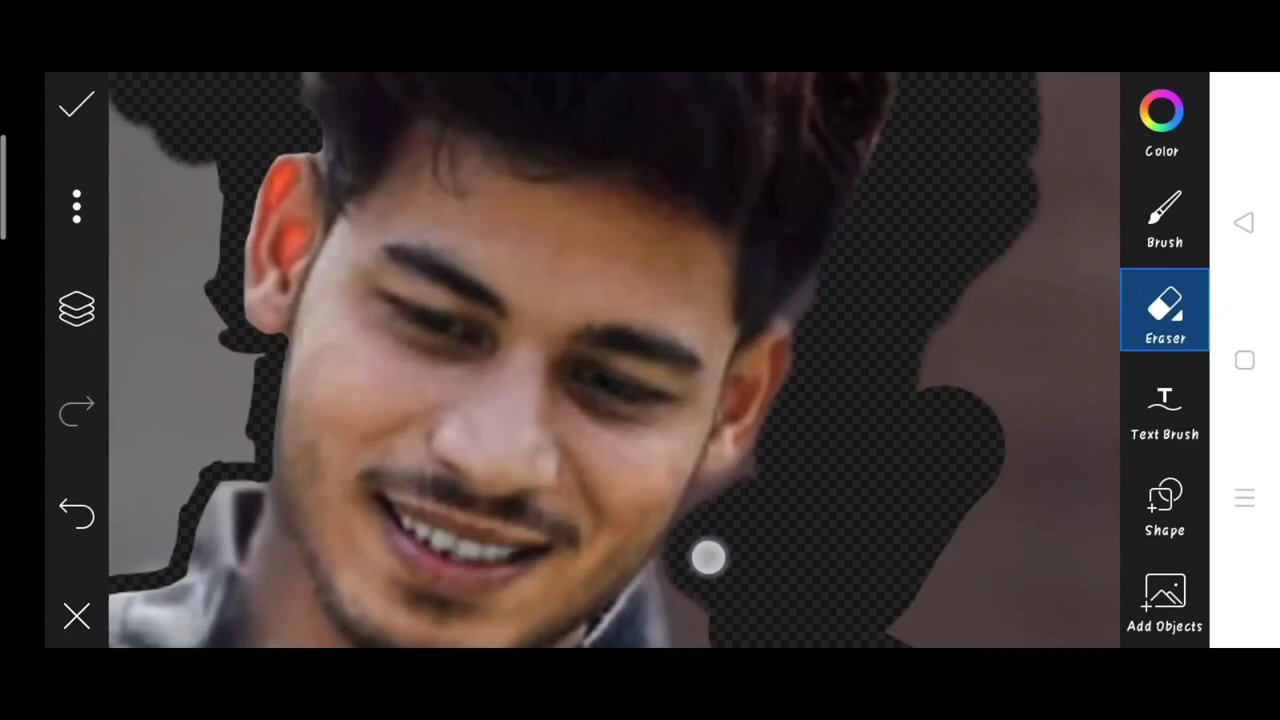 Color
Brush
Eraser
Text Brush
Shape
Add Objects